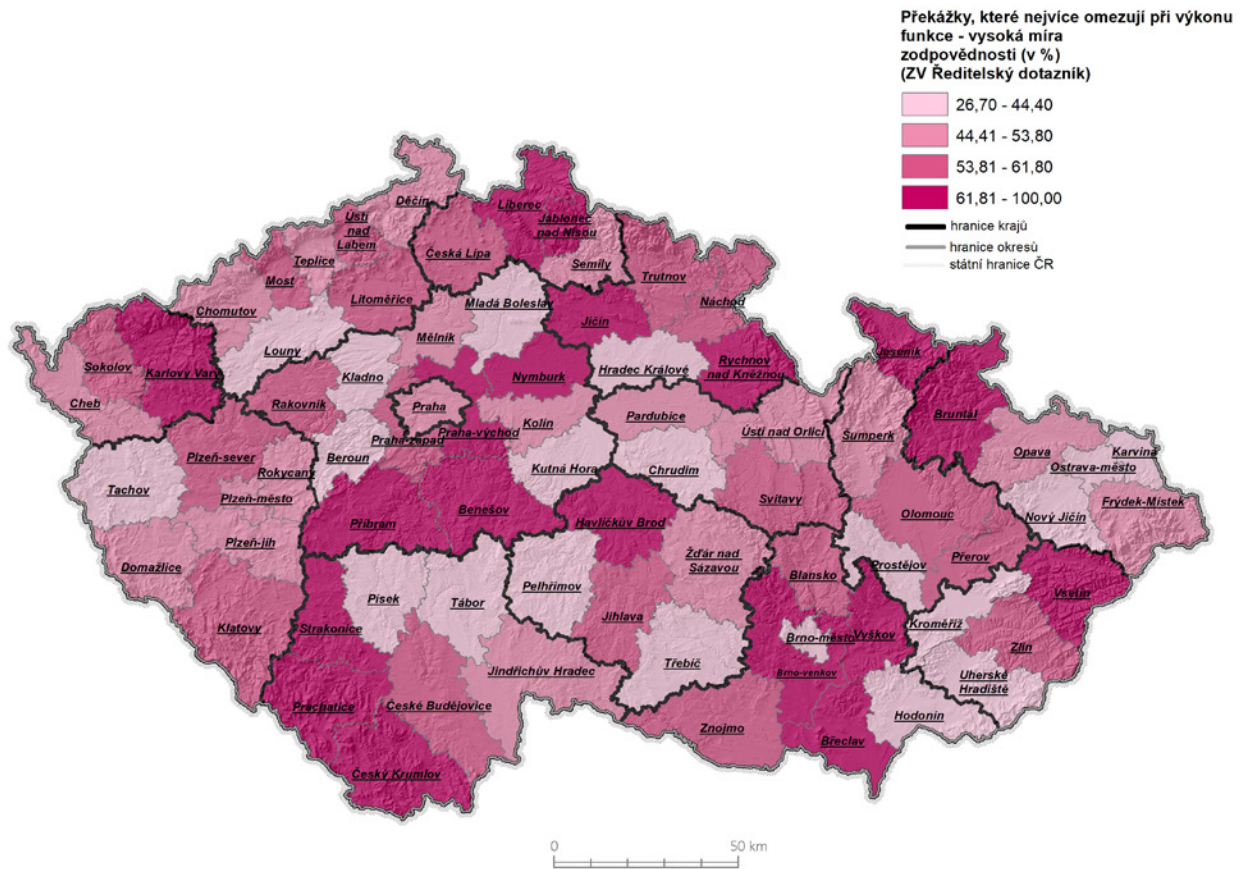 Překážky, které nejvíce omezují při výkonu
funkce - vysoká míra
zodpovědnosti (v %)
(ZV Ředitelský dotazník)
26,70 - 44,40
44,41 - 53,80
53,81 - 61,80
61,81 - 100,00
hranice krajů
hranice okresů
státní hranice ČR
Děčín
Liberec
Ústí
nad
Labem
Jablonec
nad Nisou
Teplice
Česká Lípa
Semily
Most
Trutnov
Litoměřice
Mladá Boleslav
Náchod
Chomutov
Jičín
Mělník
Louny
Jeseník
Sokolov
Karlovy Vary
Kladno
Nymburk
Hradec Králové
Rychnov
nad Kněžnou
Cheb
Rakovník
Praha
Bruntál
Kolín
Pardubice
Praha-západ
Praha-východ
Ústí nad Orlicí
Šumperk
Opava
Karviná
Ostrava-město
Plzeň-sever
Beroun
Rokycany
Kutná Hora
Chrudim
Tachov
Plzeň-město
Svitavy
Frýdek-Místek
Benešov
Olomouc
Nový Jičín
Příbram
Havlíčkův Brod
Plzeň-jih
Žďár nad
Sázavou
Přerov
Domažlice
Prostějov
Pelhřimov
Blansko
Vsetín
Písek
Tábor
Jihlava
Klatovy
Strakonice
Kroměříž
Brno-město
Vyškov
Zlín
Třebíč
Jindřichův Hradec
Brno-venkov
Uherské
Hradiště
Prachatice
České Budějovice
Hodonín
Znojmo
Břeclav
Český Krumlov
0
50 km